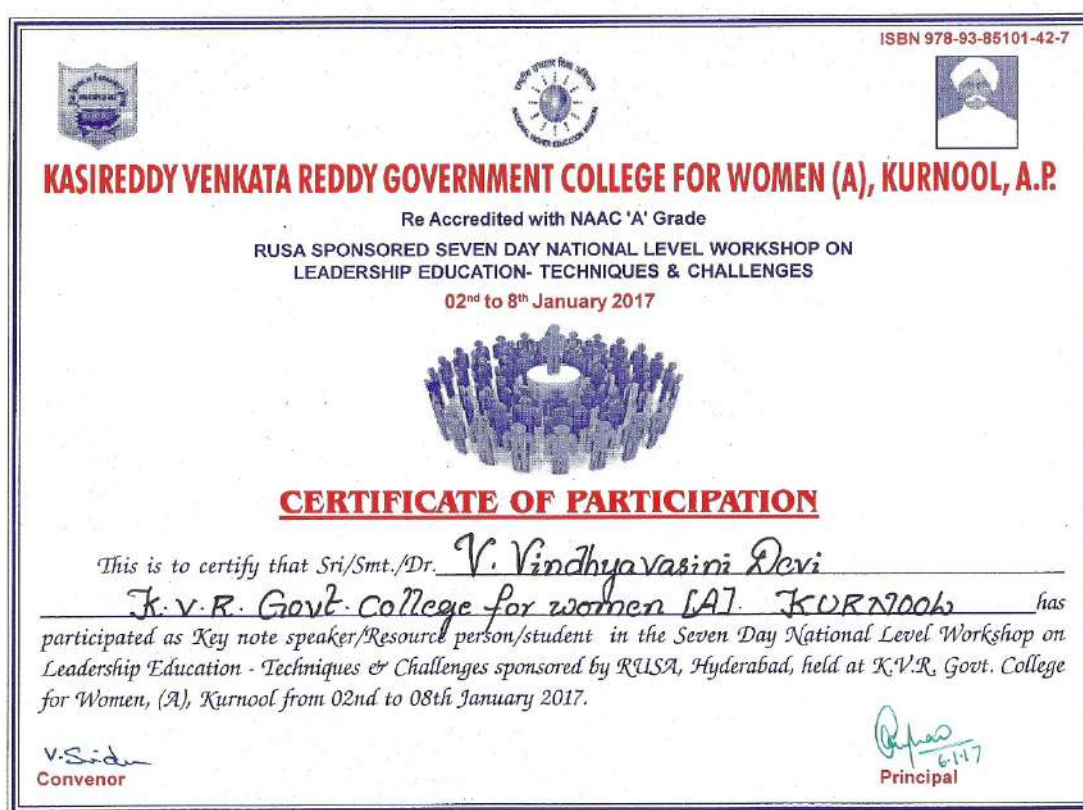 ISBN 978-93-85101-42-7
NATIONAL HIGHER EDUCATION MISSION
KASIREDDY VENKATA REDDY GOVERNMENT COLLEGE FOR WOMEN (A), KURNOOL, A.P.
Re Accredited with NAAC 'A' Grade
RUSA SPONSORED SEVEN DAY NATIONAL LEVEL WORKSHOP ON
LEADERSHIP EDUCATION- TECHNIQUES & CHALLENGES
02nd to 8th January 2017
CERTIFICATE OF PARTICIPATION
This is to certify that Sri/Smt./Dr. V. Vindhyavasini Devi
K.V.R. Govt. College for women [A]. KURNOOL has
participated as Key note speaker/Resource person/student in the Seven Day National Level Workshop on
Leadership Education - Techniques & Challenges sponsored by RUSA, Hyderabad, held at K.V.R. Govt. College
for Women, (A), Kurnool from 02nd to 08th January 2017.
6.1.17
Convenor
Principal